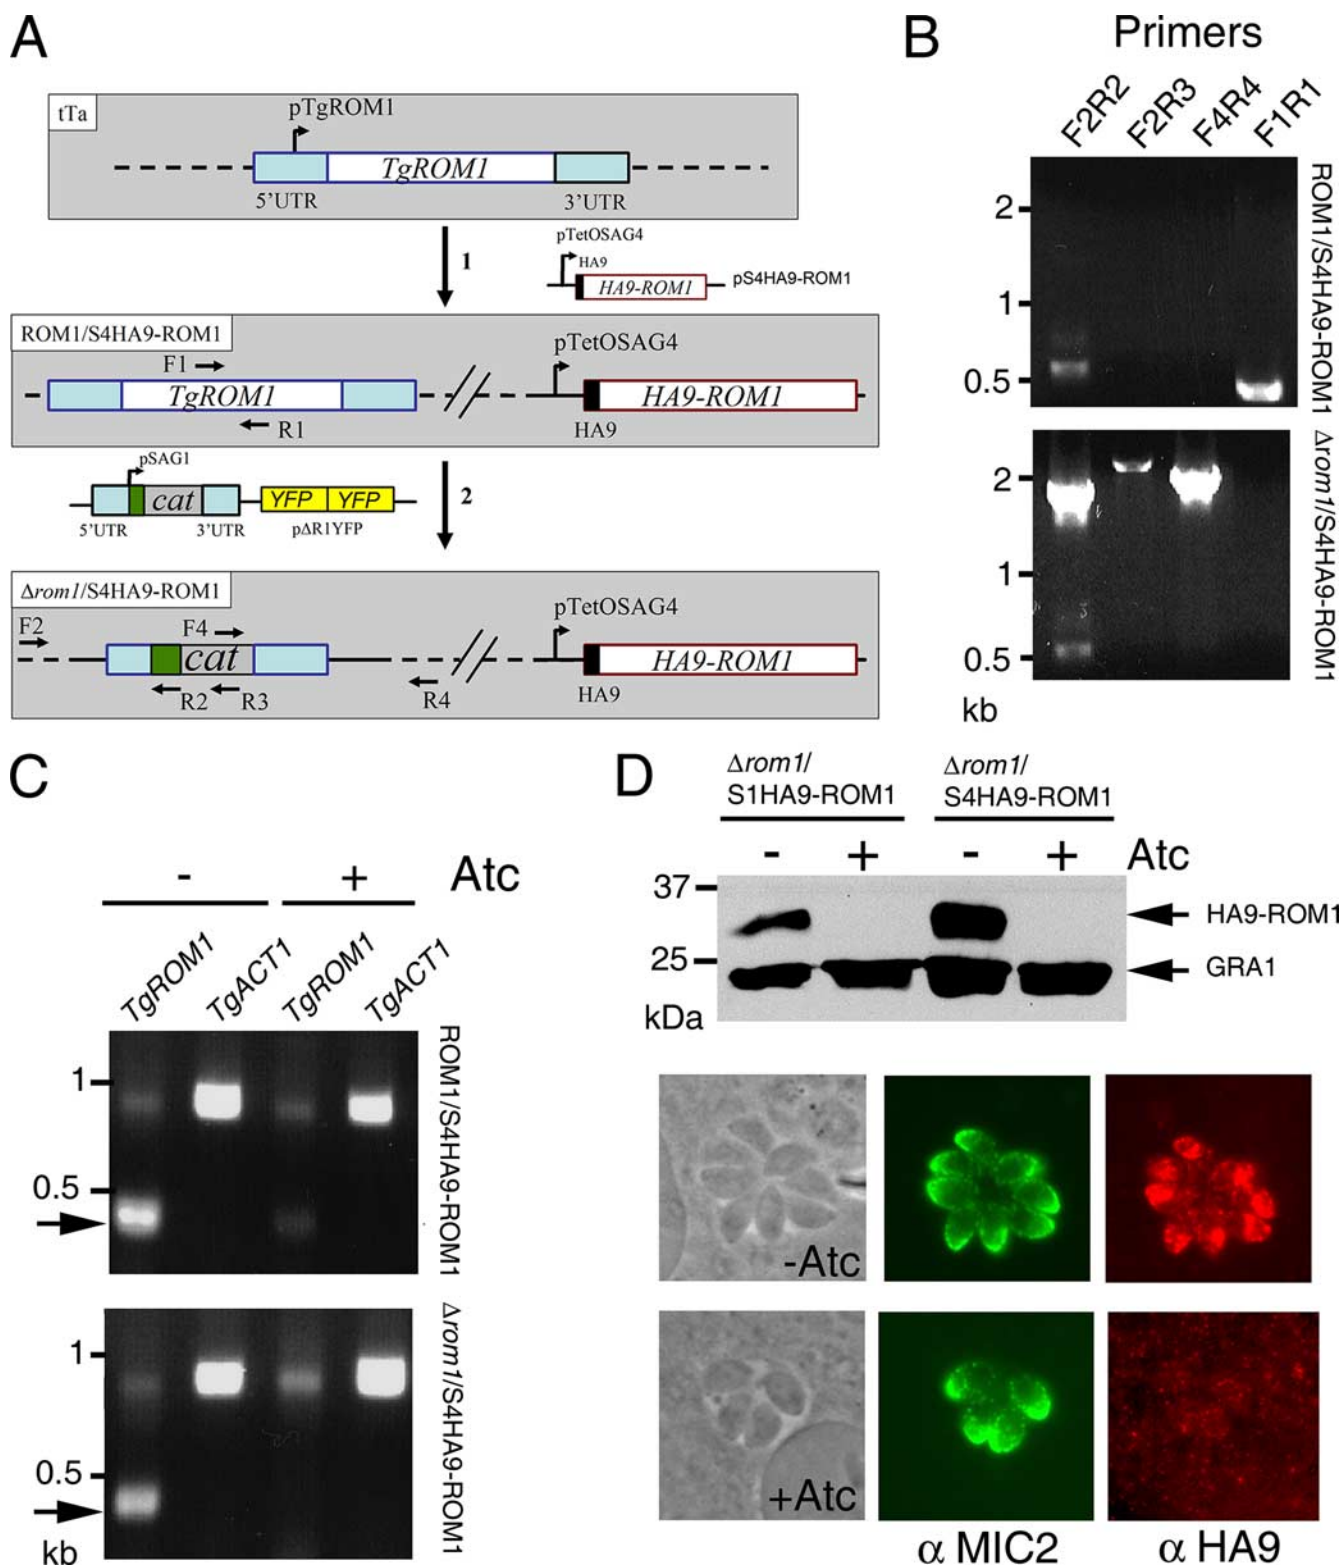 A
tTa
pTgROM1
TgROM1
5'UTR
3'UTR
1
pTetOSAG4
HA9
HA9-ROM1
pS4HA9-ROM1
ROM1/S4HA9-ROM1
F1
pTetOSAG4
TgROM1
HA9-ROM1
R1
HA9
pSAG1
cat
YFP
YFP
5'UTR
3'UTR
pΔR1YFP
2
Δrom1/S4HA9-ROM1
F2
F4
pTetOSAG4
cat
HA9-ROM1
R2
R3
R4
HA9
B
Primers
F2R2
F2R3
F4R4
F1R1
2
1
0.5
ROM1/S4HA9-ROM1
2
1
0.5
Δrom1/S4HA9-ROM1
kb
C
-
+
Atc
TgROM1
TgACT1
TgROM1
TgACT1
1
0.5
ROM1/S4HA9-ROM1
1
0.5
Δrom1/S4HA9-ROM1
kb
D
Δrom1/
S1HA9-ROM1
Δrom1/
S4HA9-ROM1
-
+
-
+
Atc
37
HA9-ROM1
25
GRA1
kDa
-Atc
+Atc
α MIC2
α HA9